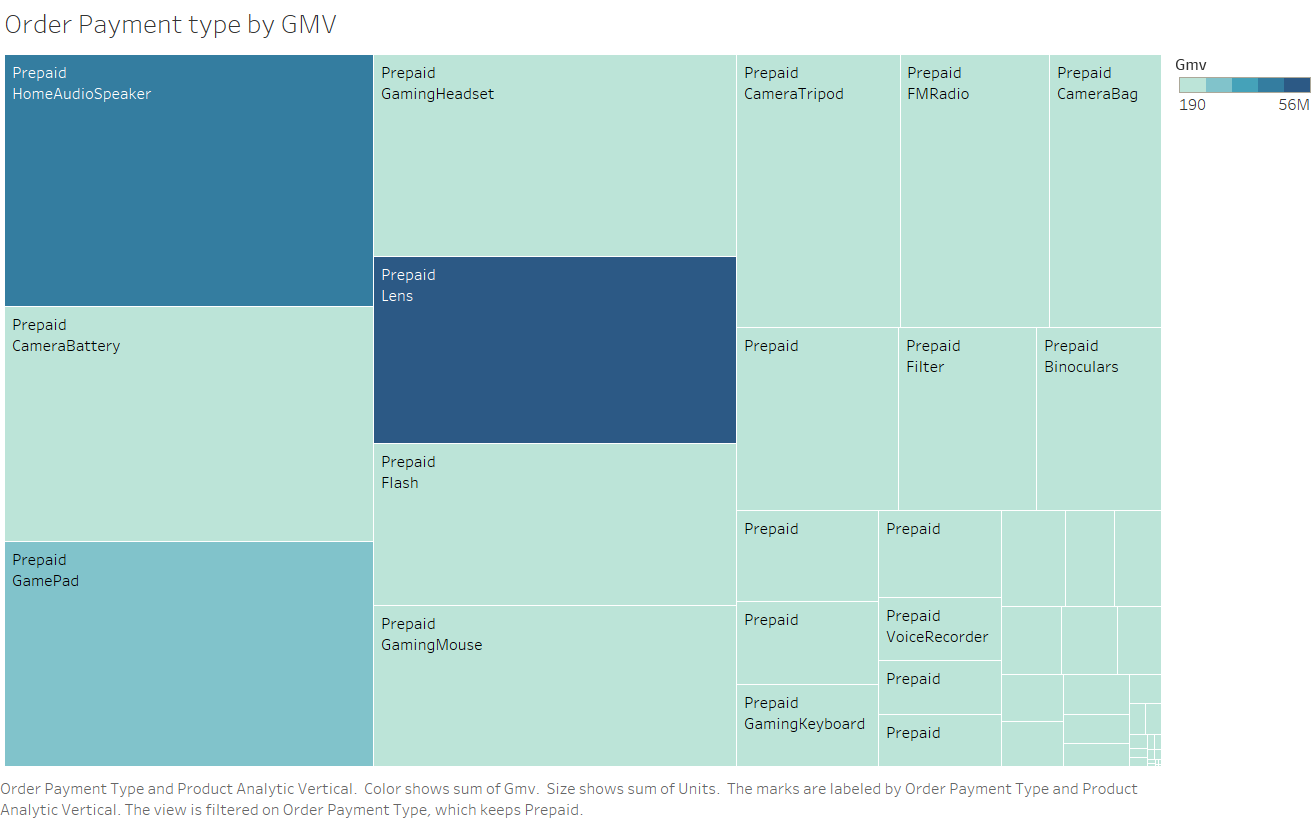 Order Payment type by GMV
Prepaid
HomeAudioSpeaker
Prepaid
CameraBattery
Prepaid
GamePad
Prepaid
GamingHeadset
Prepaid
Lens
Prepaid
Flash
Prepaid
GamingMouse
Prepaid
CameraTripod
Prepaid
FMRadio
Prepaid
CameraBag
Prepaid
Prepaid
Filter
Prepaid
Binoculars
Prepaid
Prepaid
Prepaid
GamingKeyboard
Prepaid
Prepaid
VoiceRecorder
Prepaid
Prepaid
Gmv
190
56M
Order Payment Type and Product Analytic Vertical.  Color shows sum of Gmv.  Size shows sum of Units.  The marks are labeled by Order Payment Type and Product
Analytic Vertical. The view is filtered on Order Payment Type, which keeps Prepaid.